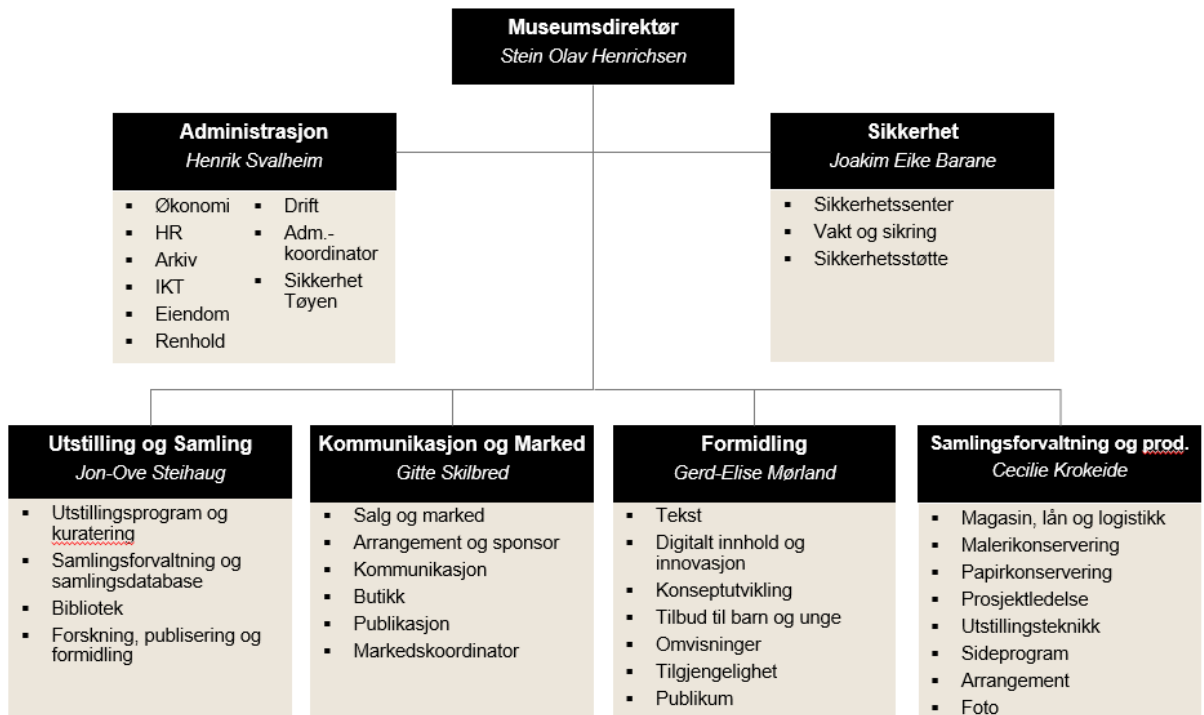 Museumsdirektør
Stein Olav Henrichsen
Administrasjon
Henrik Svalheim
Økonomi
HR
Arkiv
IKT
Eiendom
Renhold
Drift
Adm.-
koordinator
Sikkerhet
Tøyen
Sikkerhet
Joakim Eike Barane
Sikkerhetssenter
Vakt og sikring
Sikkerhetsstøtte
Utstilling og Samling
Jon-Ove Steihaug
Utstillingsprogram og
kuratering
Samlingsforvaltning og
samlingsdatabase
Bibliotek
Forskning, publisering og
formidling
Kommunikasjon og Marked
Gitte Skilbred
Salg og marked
Arrangement og sponsor
Kommunikasjon
Butikk
Publikasjon
Markedskoordinator
Formidling
Gerd-Elise Mørland
Tekst
Digitalt innhold og
innovasjon
Konseptutvikling
Tilbud til barn og unge
Omvisninger
Tilgjengelighet
Publikum
Samlingsforvaltning og prod.
Cecilie Krokeide
Magasin, lån og logistikk
Malerikonservering
Papirkonservering
Prosjektledelse
Utstillingsteknikk
Sideprogram
Arrangement
Foto